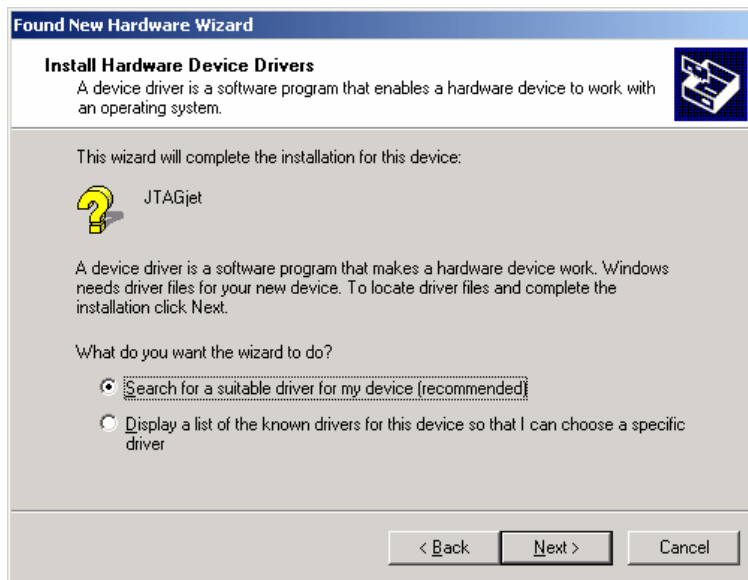 Found New Hardware Wizard
Install Hardware Device Drivers
A device driver is a software program that enables a hardware device to work with
an operating system.
This wizard will complete the installation for this device:
JTAGjet
A device driver is a software program that makes a hardware device work. Windows
needs driver files for your new device. To locate driver files and complete the
installation click Next.
What do you want the wizard to do?
Search for a suitable driver for my device (recommended)
Display a list of the known drivers for this device so that I can choose a specific
driver
< Back Next > Cancel